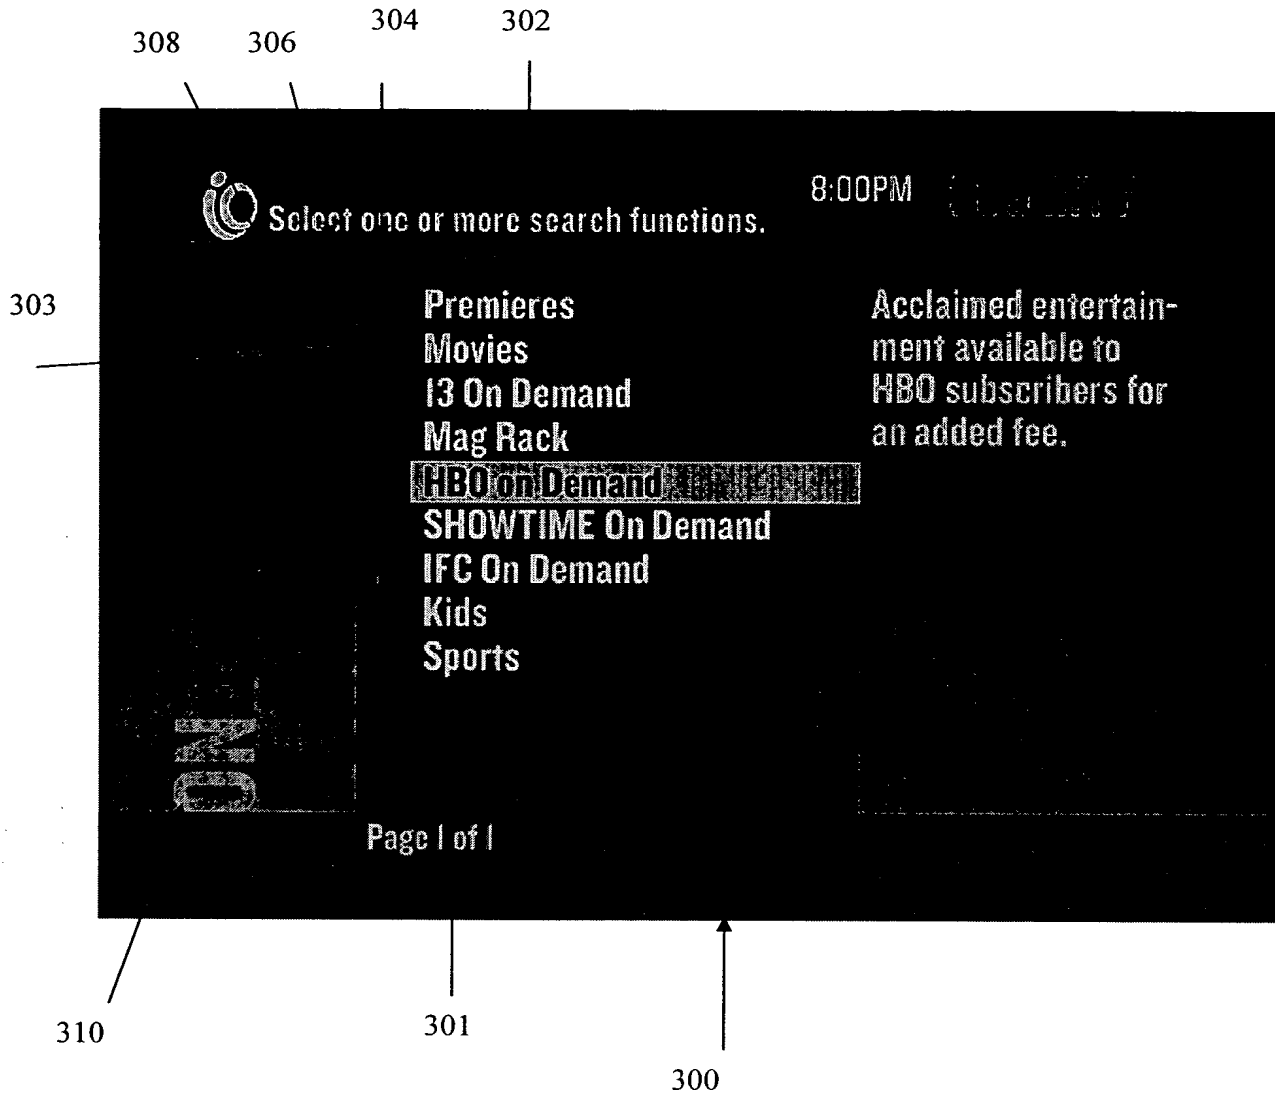 304 302
308 306
8:00PM
Select one or more search functions.
303
Premieres
Movies
13 On Demand
Mag Rack
HBO on Demand
SHOWTIME On Demand
IFC On Demand
Kids
Sports
Acclaimed entertain-
ment available to
HBO subscribers for
an added fee.
ON
Page 1 of 1
310 301
300